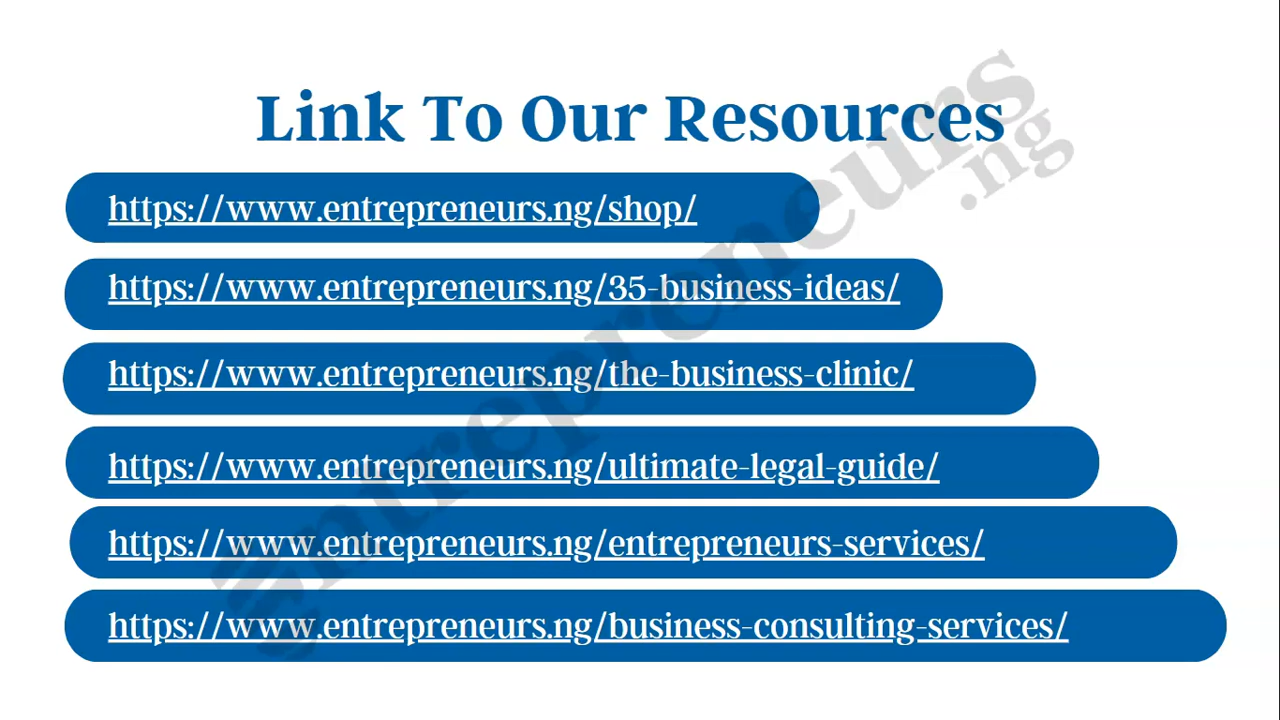 Link To Our Resources
https://www.entrepreneurs.ng/shop/
https://www.entrepreneurs.ng/35-business-ideas/
https://www.entrepreneurs.ng/the-business-clinic/
https://www.entrepreneurs.ng/ultimate-legal-guide/
https://www.entrepreneurs.ng/entrepreneurs-services/
https://www.entrepreneurs.ng/business-consulting-services/
entrepreneurs
.ng